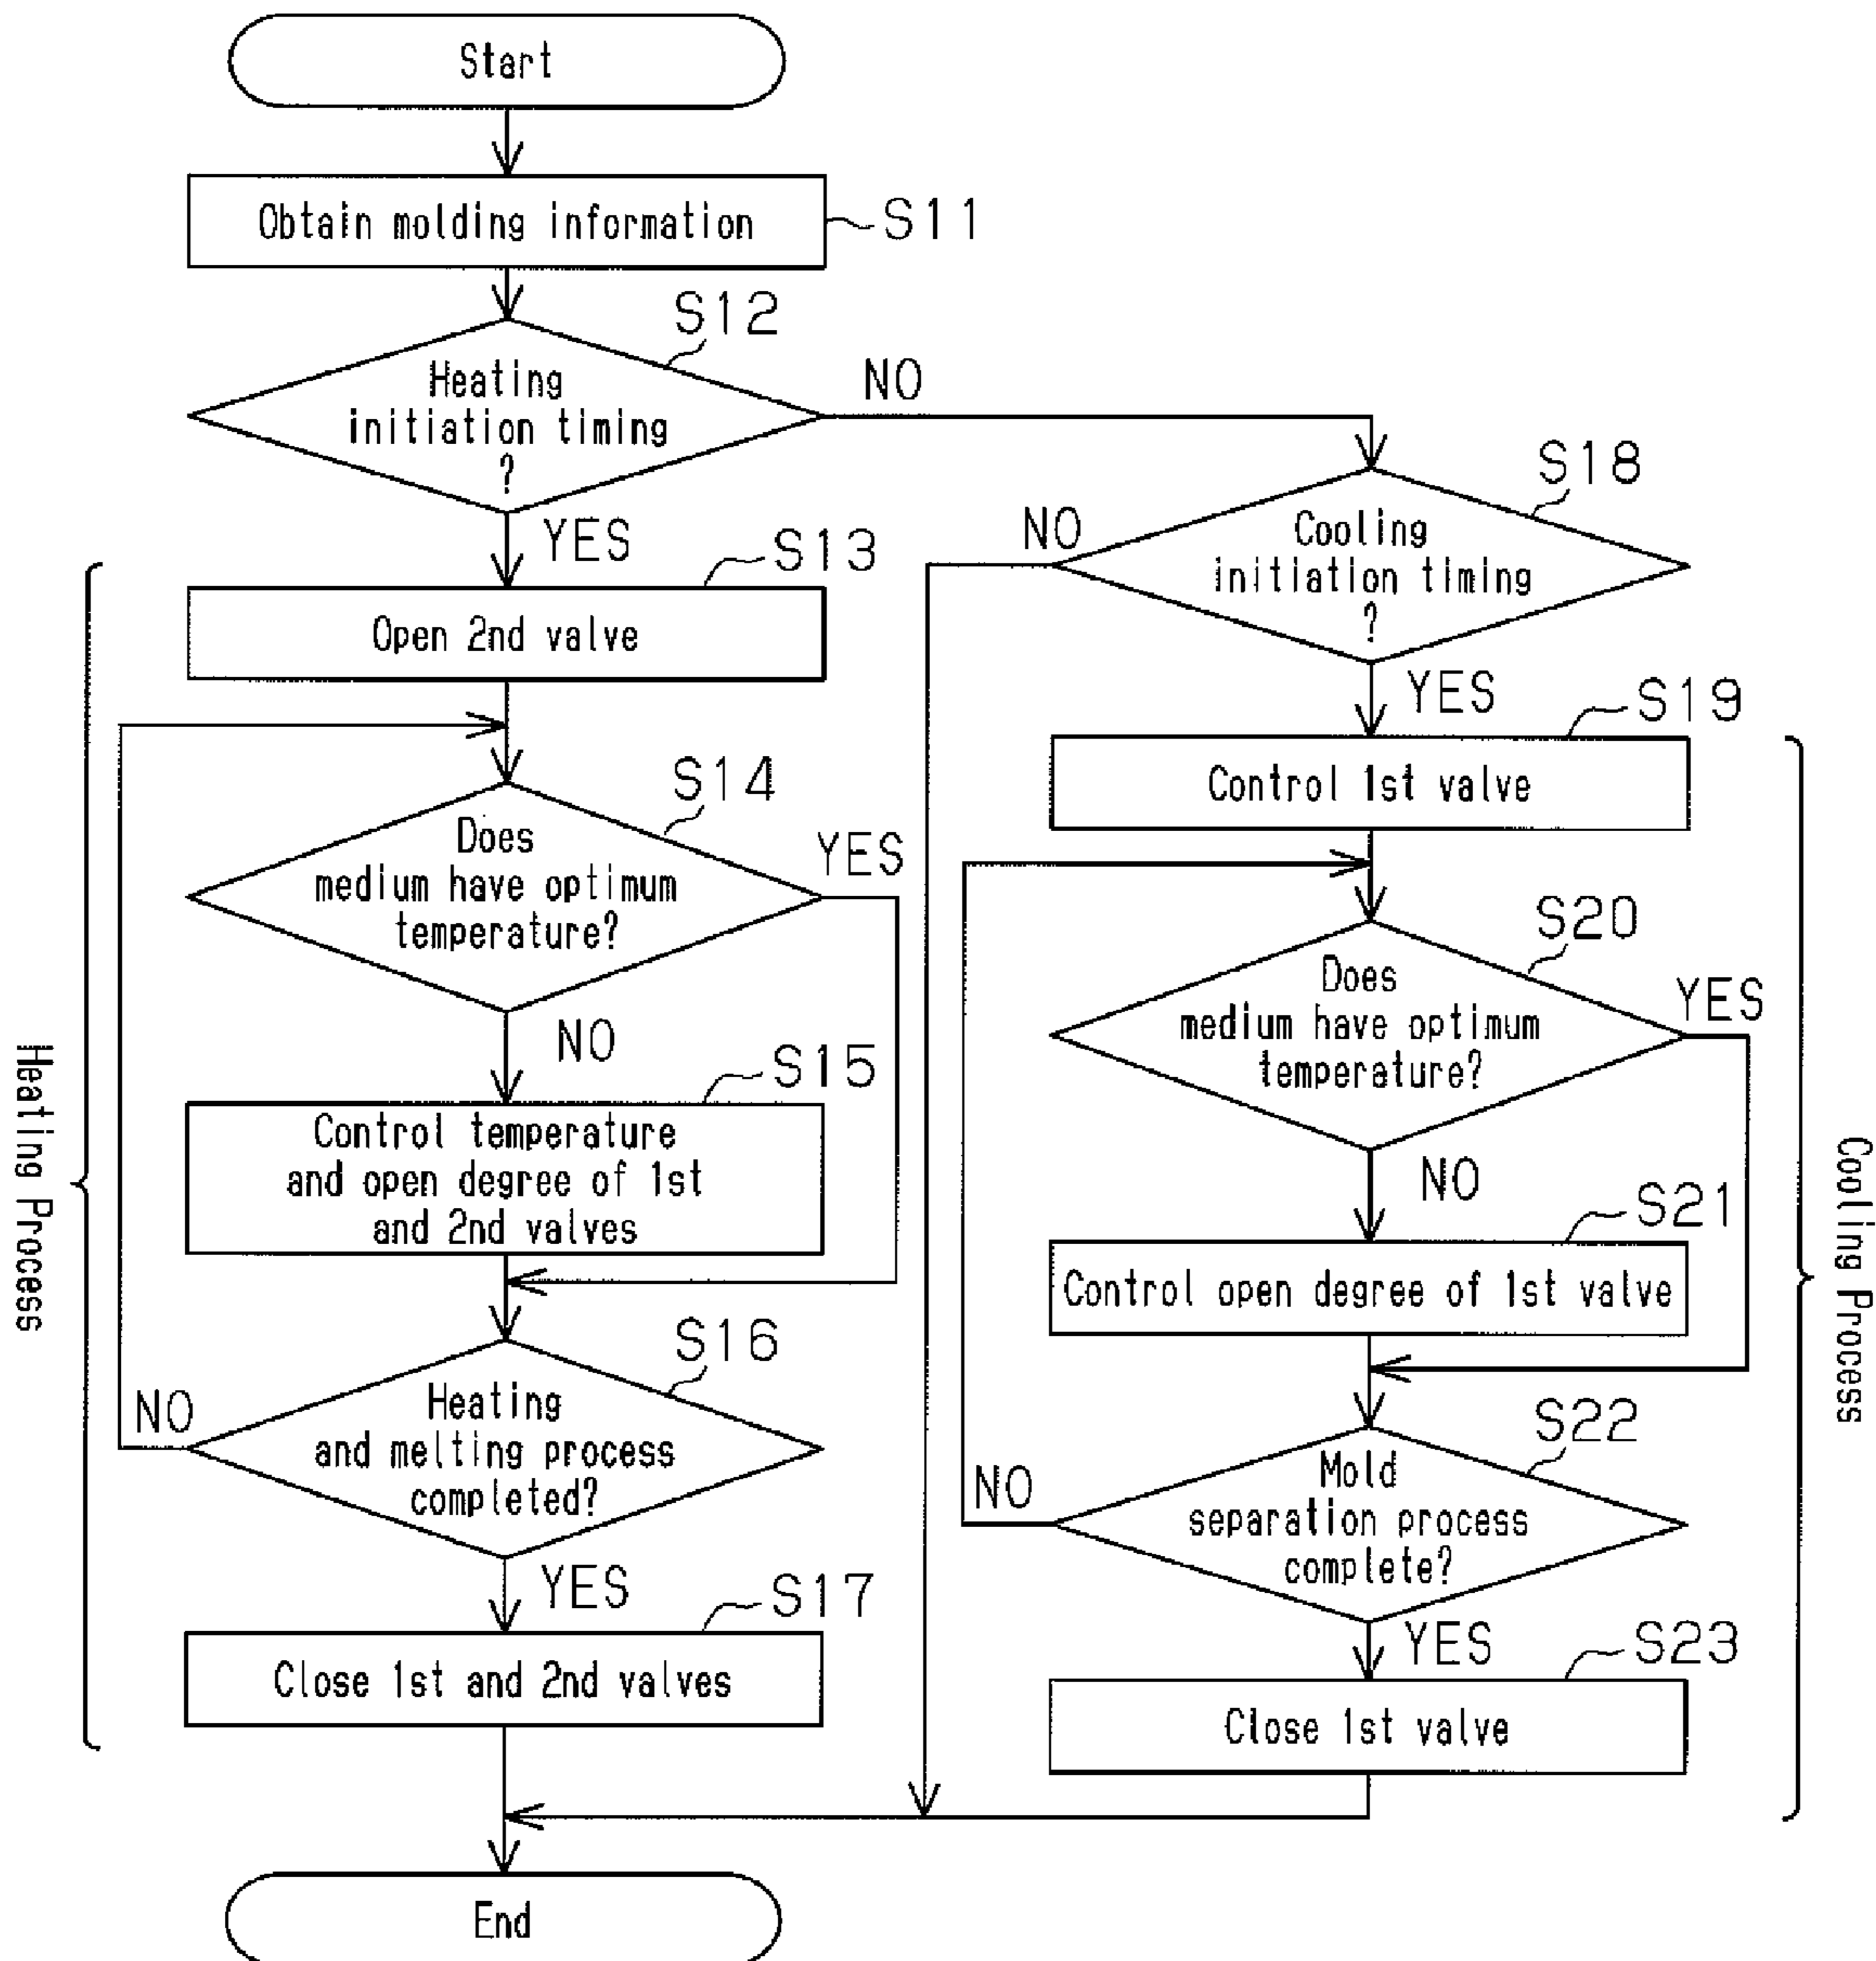 Start
Obtain molding information
S11
S12
Heating
initiation timing
?
NO
YES
S13
Open 2nd valve
S14
Does
medium have optimum
temperature?
YES
NO
S15
Control temperature
and open degree of 1st
and 2nd valves
S16
Heating
and melting process
completed?
NO
YES
S17
Close 1st and 2nd valves
Heating Process
S18
Cooling
initiation timing
?
NO
YES
S19
Control 1st valve
S20
Does
medium have optimum
temperature?
YES
NO
S21
Control open degree of 1st valve
S22
Mold
separation process
complete?
NO
YES
S23
Close 1st valve
Cooling Process
End